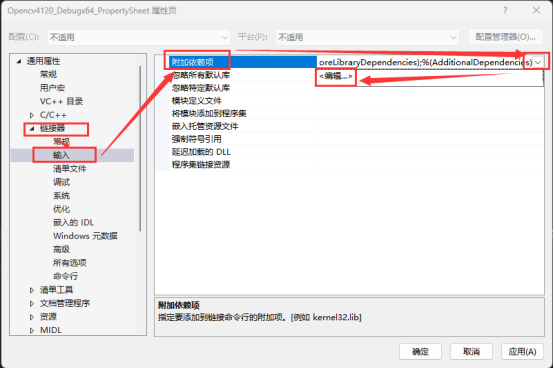 Opencv4120_Debugx64_PropertySheet 属性页
?
配置(C):
不适用
平台(P):
不适用
配置管理器(O)...
通用属性
常规
用户宏
VC++ 目录
C/C++
链接器
常规
输入
清单文件
调试
系统
优化
嵌入的 IDL
Windows 元数据
高级
所有选项
命令行
清单工具
文档管理程序
资源
MIDL
附加依赖项
oreLibraryDependencies);%(AdditionalDependencies)
忽略所有默认库
<编辑...>
忽略特定默认库
模块定义文件
将模块添加到程序集
嵌入托管资源文件
强制符号引用
延迟加载的 DLL
程序集链接资源
附加依赖项
指定要添加到链接命令行的附加项。[例如 kernel32.lib]
确定
取消
应用(A)